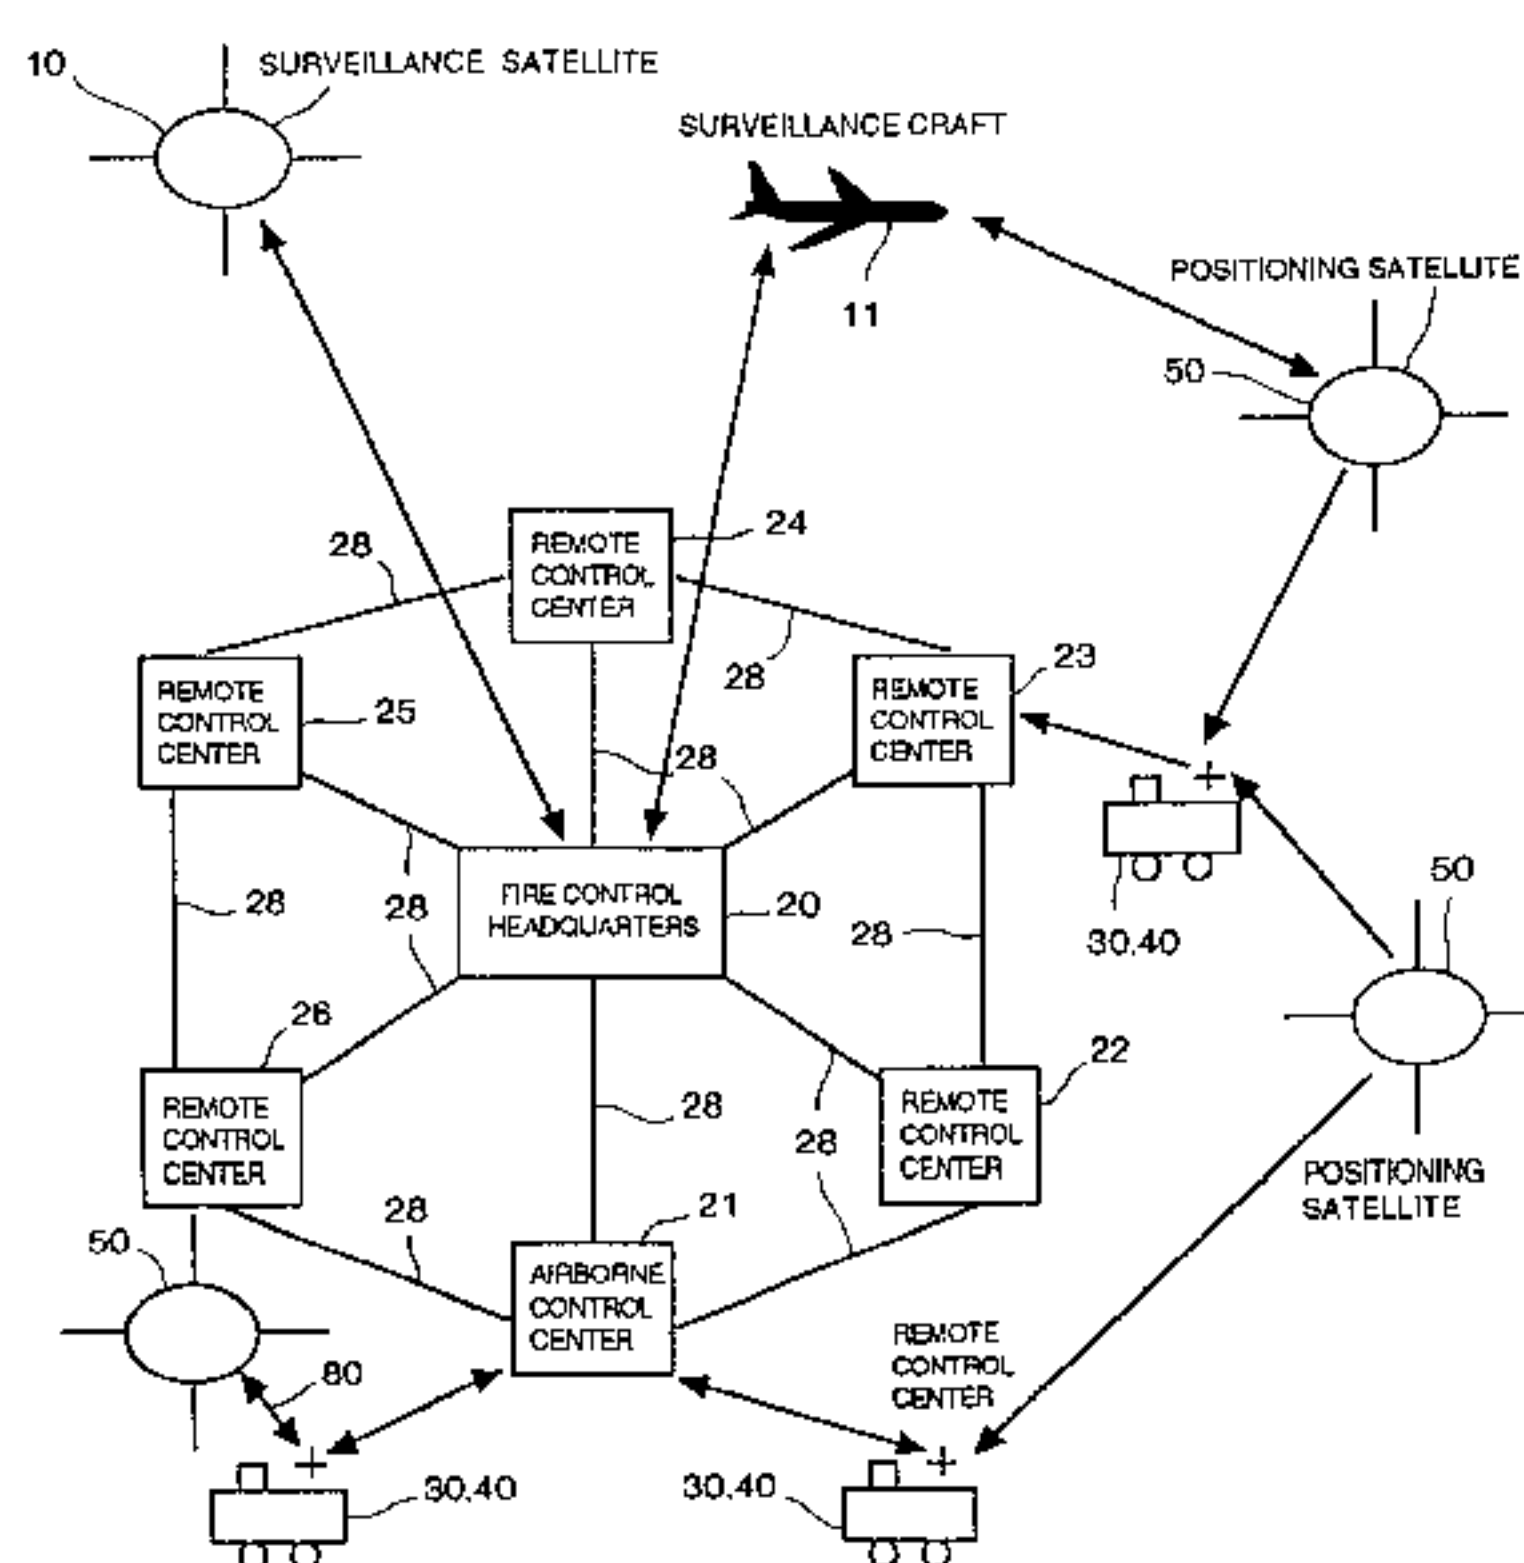 10
SURVEILLANCE SATELLITE
SURVEILLANCE CRAFT
11
POSITIONING SATELLITE
50
24
REMOTE
CONTROL
CENTER
28
28
23
REMOTE
CONTROL
CENTER
25
REMOTE
CONTROL
CENTER
28
28
28
28
FIRE CONTROL
HEADQUARTERS
20
30,40
50
26
REMOTE
CONTROL
CENTER
28
28
22
REMOTE
CONTROL
CENTER
POSITIONING
SATELLITE
28
21
AIRBORNE
CONTROL
CENTER
50
80
REMOTE
CONTROL
CENTER
30,40
30,40